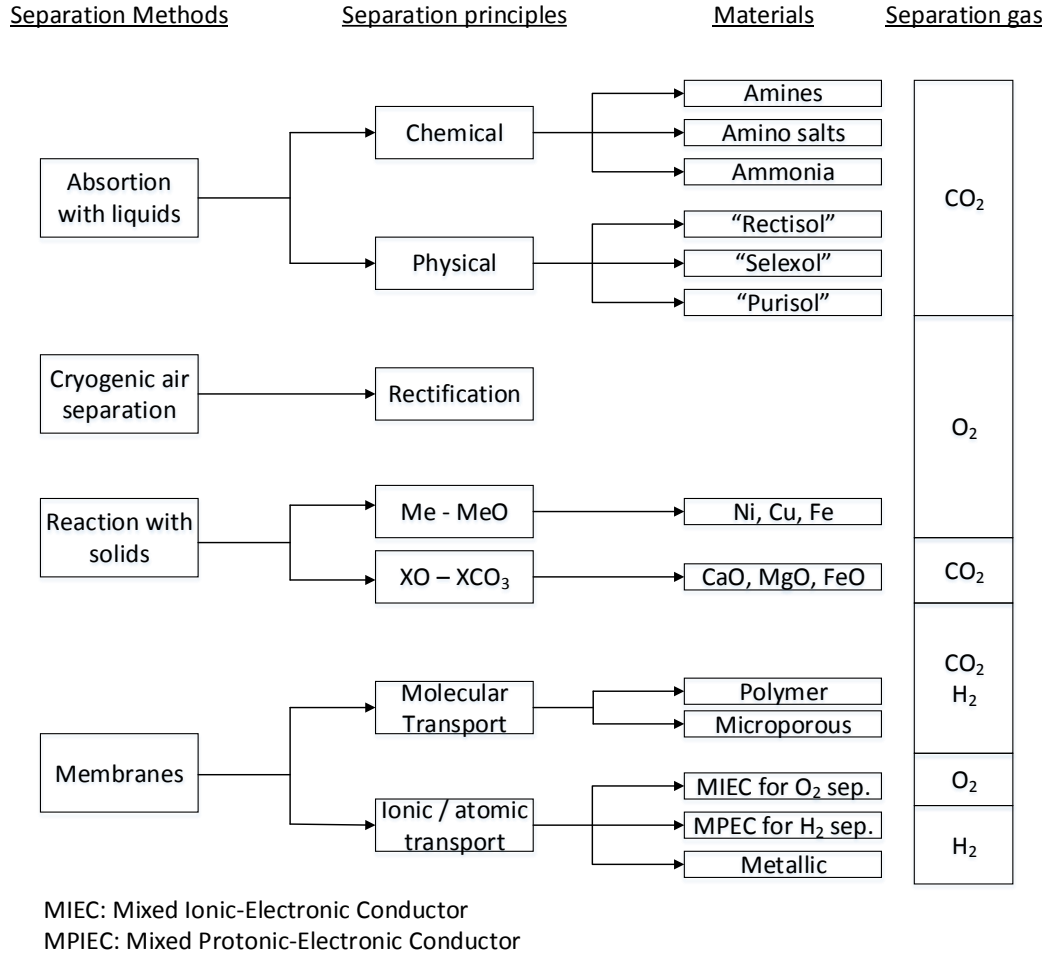 Separation Methods
Separation principles
Materials
Separation gas
Absortion
with liquids
Chemical
Amines
Amino salts
Ammonia
Physical
“Rectisol”
“Selexol”
“Purisol”
CO₂
Cryogenic air
separation
Rectification
O₂
Reaction with
solids
Me - MeO
Ni, Cu, Fe
XO – XCO₃
CaO, MgO, FeO
CO₂
Membranes
Molecular
Transport
Polymer
Microporous
CO₂
H₂
Ionic / atomic
transport
MIEC for O₂ sep.
MPEC for H₂ sep.
Metallic
O₂
H₂
MIEC: Mixed Ionic-Electronic Conductor
MPIEC: Mixed Protonic-Electronic Conductor